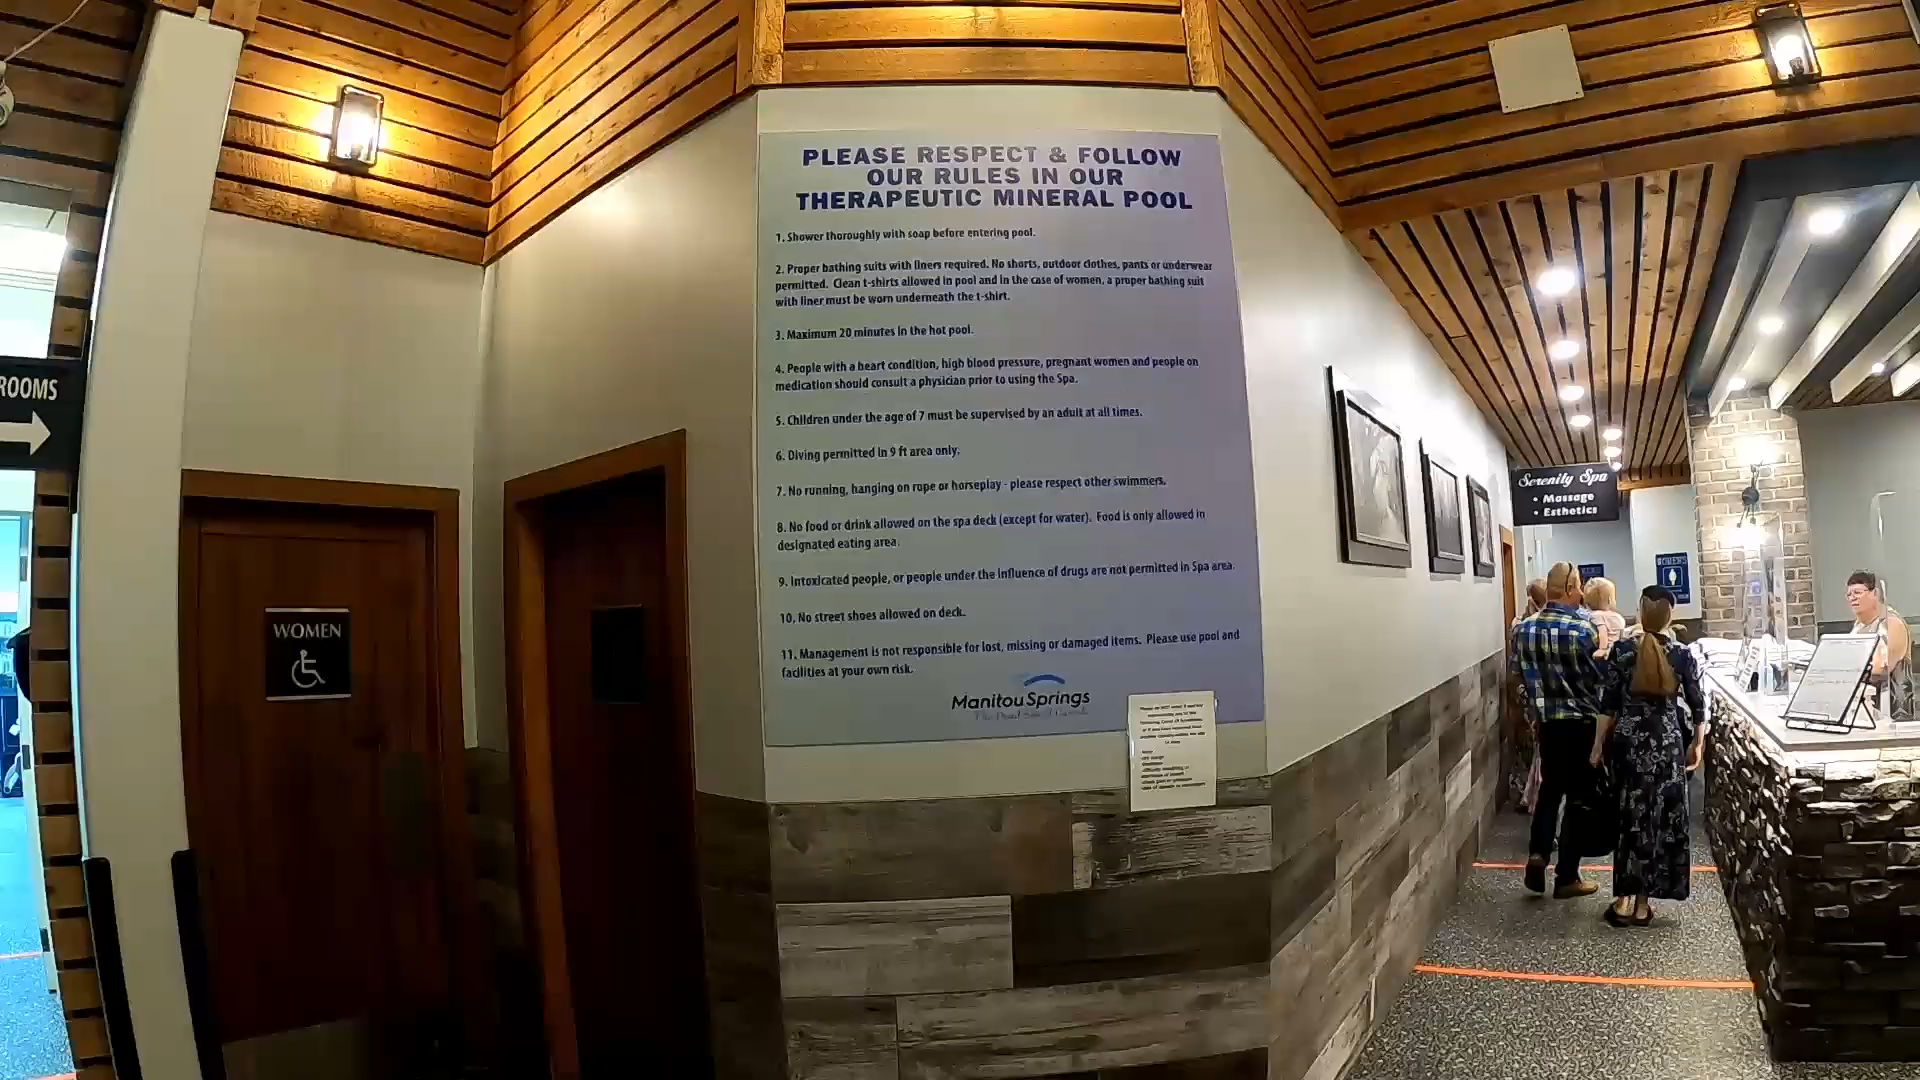 ROOMS
WOMEN
PLEASE RESPECT & FOLLOW
OUR RULES IN OUR
THERAPEUTIC MINERAL POOL
1. Shower thoroughly with soap before entering pool.
2. Proper bathing suits with liners required. No shorts, outdoor clothes, pants or underwear
permitted. Clean t-shirts allowed in pool and in the case of women, a proper bathing suit
with liner must be worn underneath the t-shirt.
3. Maximum 20 minutes in the hot pool.
4. People with a heart condition, high blood pressure, pregnant women and people on
medication should consult a physician prior to using the Spa.
5. Children under the age of 7 must be supervised by an adult at all times.
6. Diving permitted in 9 ft area only.
7. No running, hanging on rope or horseplay - please respect other swimmers.
8. No food or drink allowed on the spa deck (except for water). Food is only allowed in
designated eating area.
9. Intoxicated people, or people under the influence of drugs are not permitted in Spa area.
10. No street shoes allowed on deck.
11. Management is not responsible for lost, missing or damaged items. Please use pool and
facilities at your own risk.
Manitou Springs
Serenity Spa
• Massage
• Esthetics
WOMEN'S